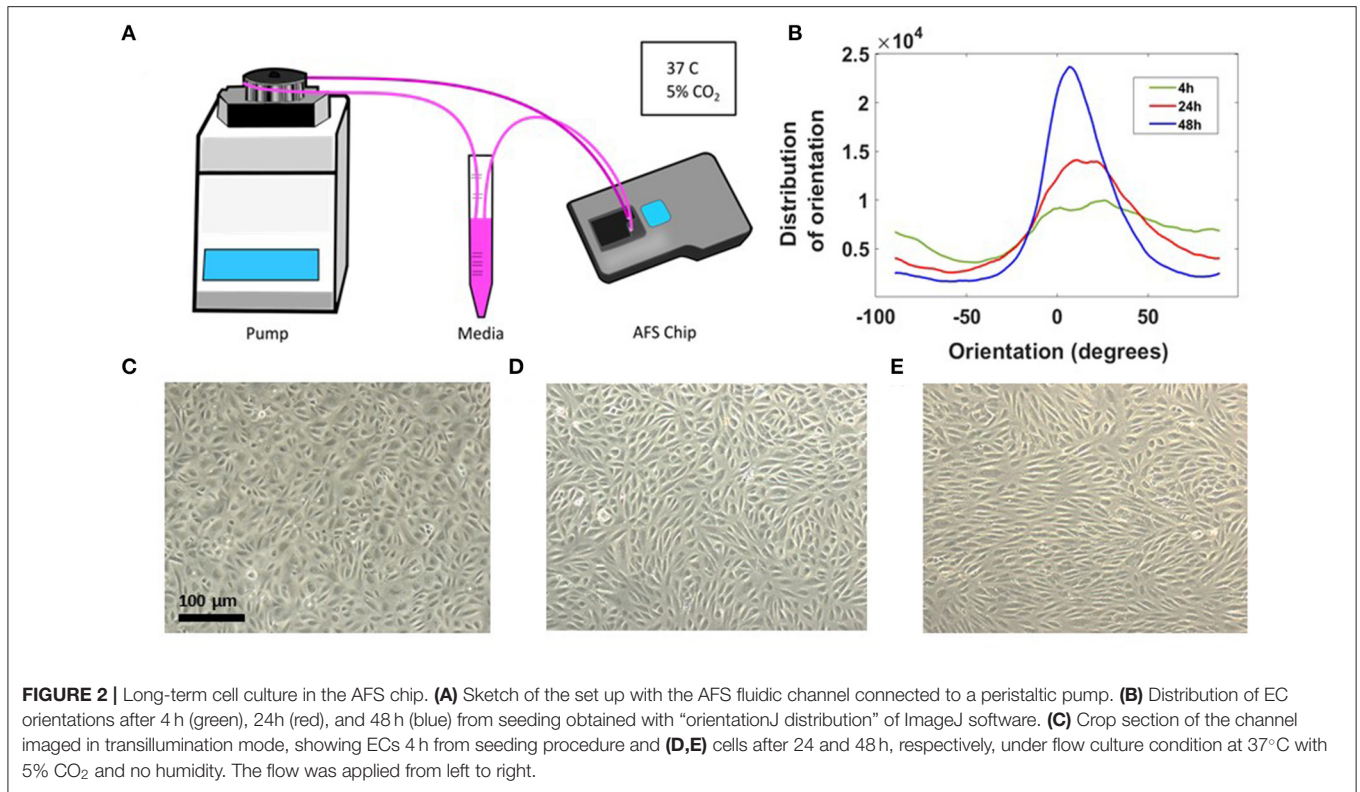 A
37 C
5% CO₂
Pump
Media
AFS Chip
B
×10⁴
2.5
2
1.5
1
0.5
0
Distribution
of orientation
4h
24h
48h
-100
-50
0
50
Orientation (degrees)
C
100 µm
D
E
FIGURE 2 | Long-term cell culture in the AFS chip. (A) Sketch of the set up with the AFS fluidic channel connected to a peristaltic pump. (B) Distribution of EC
orientations after 4 h (green), 24h (red), and 48 h (blue) from seeding obtained with “orientationJ distribution” of ImageJ software. (C) Crop section of the channel
imaged in transillumination mode, showing ECs 4 h from seeding procedure and (D,E) cells after 24 and 48 h, respectively, under flow culture condition at 37°C with
5% CO₂ and no humidity. The flow was applied from left to right.